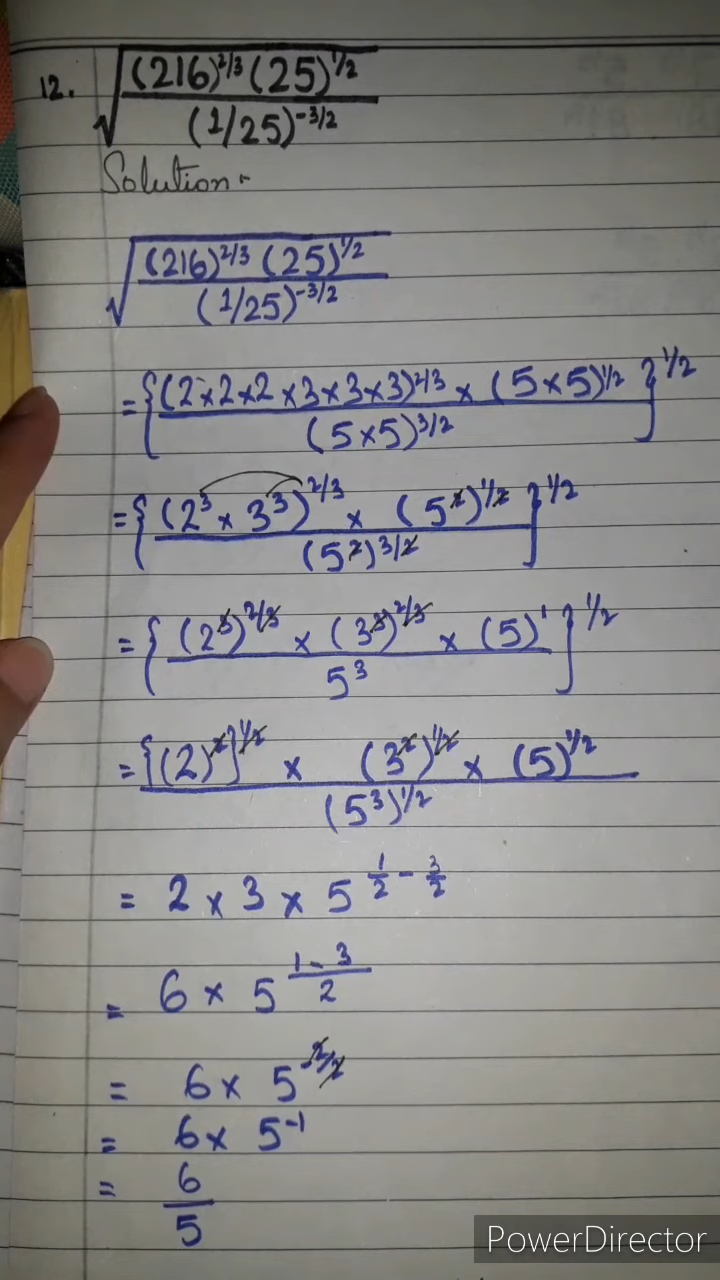 12. √((216)^2/3 (25)^1/2 / (1/25)^-3/2)
Solution:-
√((216)^2/3 (25)^1/2 / (1/25)^-3/2)
= {(2×2×2×3×3×3)^2/3 × (5×5)^1/2 / (5×5)^3/2}^1/2
= {(2^3 × 3^3)^2/3 × (5^2)^1/2 / (5^2)^3/2}^1/2
= {(2^3)^2/3 × (3^3)^2/3 × (5)^1 / 5^3}^1/2
= {(2)^2}^1/2 × (3^2)^1/2 × (5)^1/2 / (5^3)^1/2
= 2 × 3 × 5^(1/2 - 3/2)
= 6 × 5^((1-3)/2)
= 6 × 5^-2/2
= 6 × 5^-1
= 6/5
PowerDirector